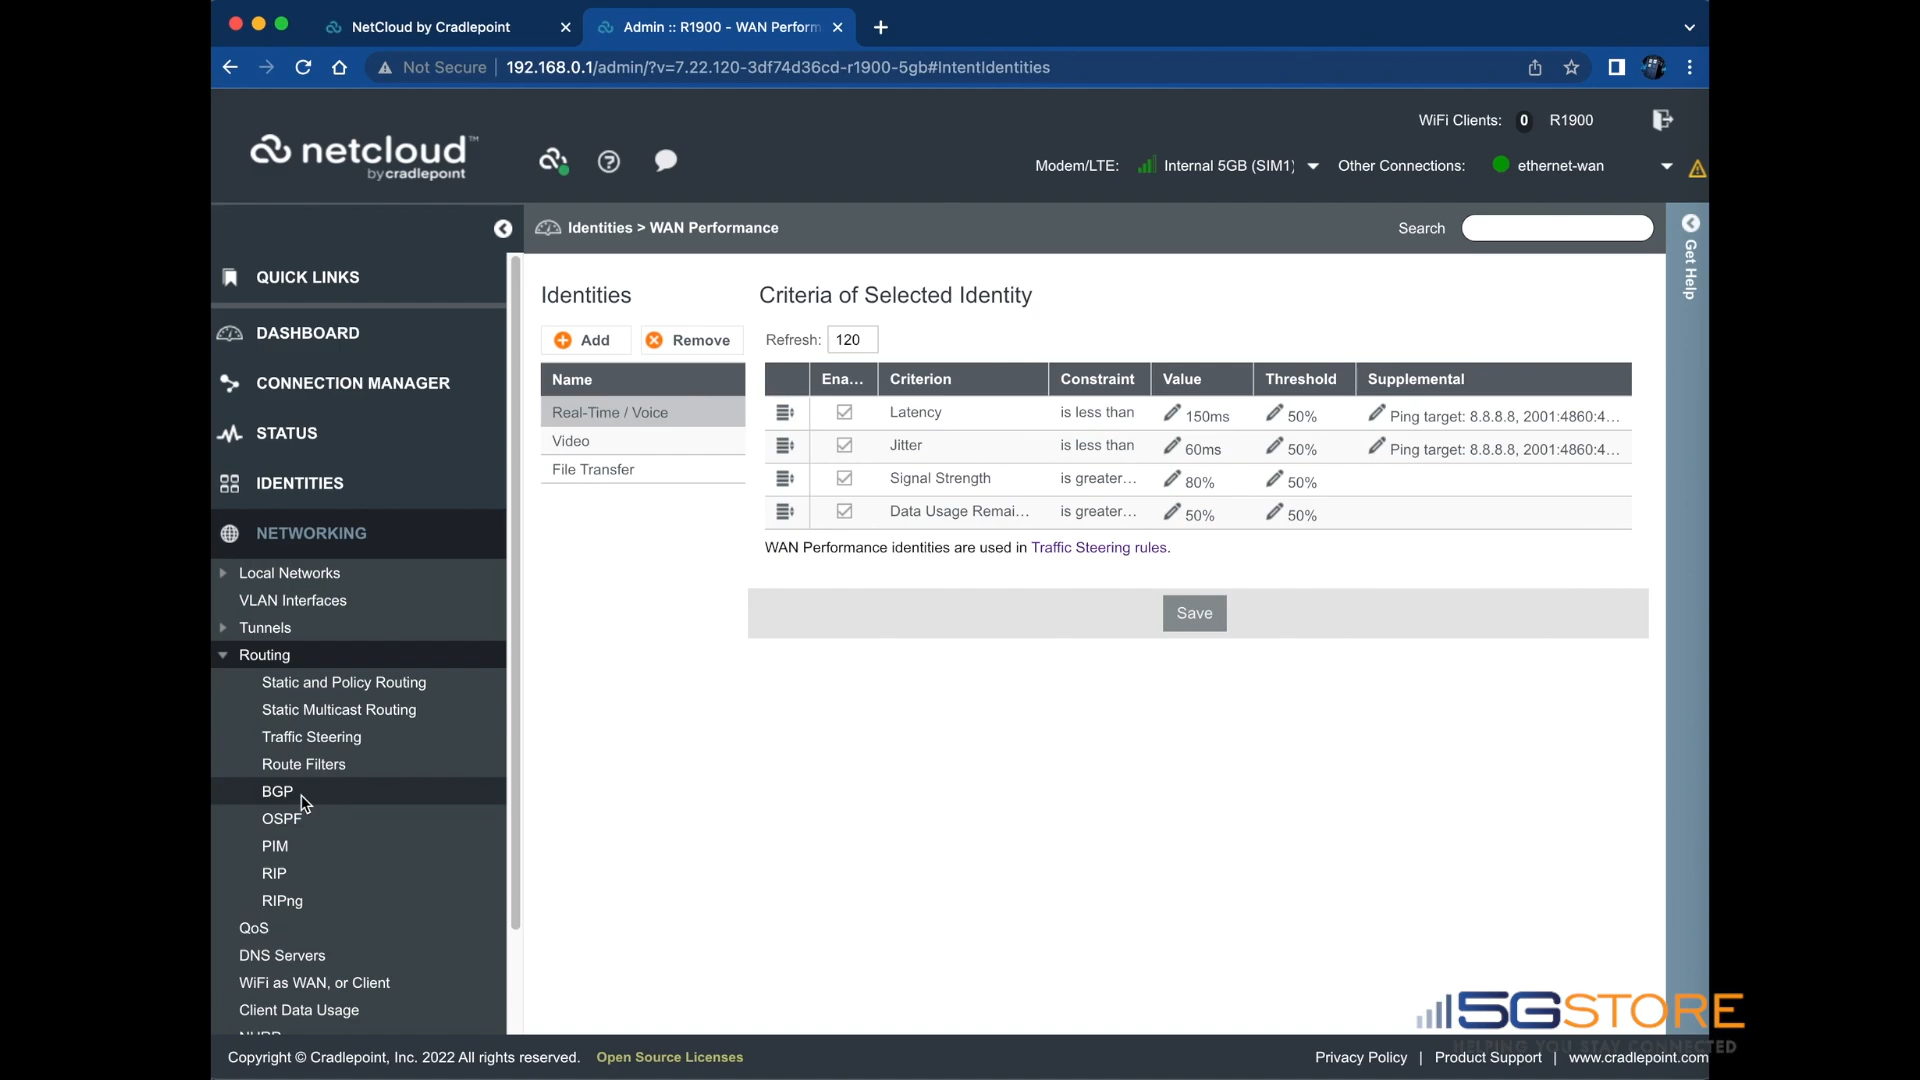 NetCloud by Cradlepoint
Admin :: R1900 - WAN Perform
Not Secure | 192.168.0.1/admin/?v=7.22.120-3df74d36cd-r1900-5gb#IntentIdentities
WiFi Clients: 0 R1900
netcloud™
by cradlepoint
Modem/LTE: Internal 5GB (SIM1) Other Connections: ethernet-wan
Identities > WAN Performance
Search
Get Help
QUICK LINKS
DASHBOARD
CONNECTION MANAGER
STATUS
IDENTITIES
NETWORKING
Local Networks
VLAN Interfaces
Tunnels
Routing
Static and Policy Routing
Static Multicast Routing
Traffic Steering
Route Filters
BGP
OSPF
PIM
RIP
RIPng
QoS
DNS Servers
WiFi as WAN, or Client
Client Data Usage
Identities
Add Remove
Name
Real-Time / Voice
Video
File Transfer
Criteria of Selected Identity
Refresh: 120
Ena... Criterion Constraint Value Threshold Supplemental
Latency is less than 150ms 50% Ping target: 8.8.8.8, 2001:4860:4...
Jitter is less than 60ms 50% Ping target: 8.8.8.8, 2001:4860:4...
Signal Strength is greater... 80% 50%
Data Usage Remai... is greater... 50% 50%
WAN Performance identities are used in Traffic Steering rules.
Save
5GSTORE
HELPING YOU STAY CONNECTED
Copyright © Cradlepoint, Inc. 2022 All rights reserved. Open Source Licenses
Privacy Policy | Product Support | www.cradlepoint.com